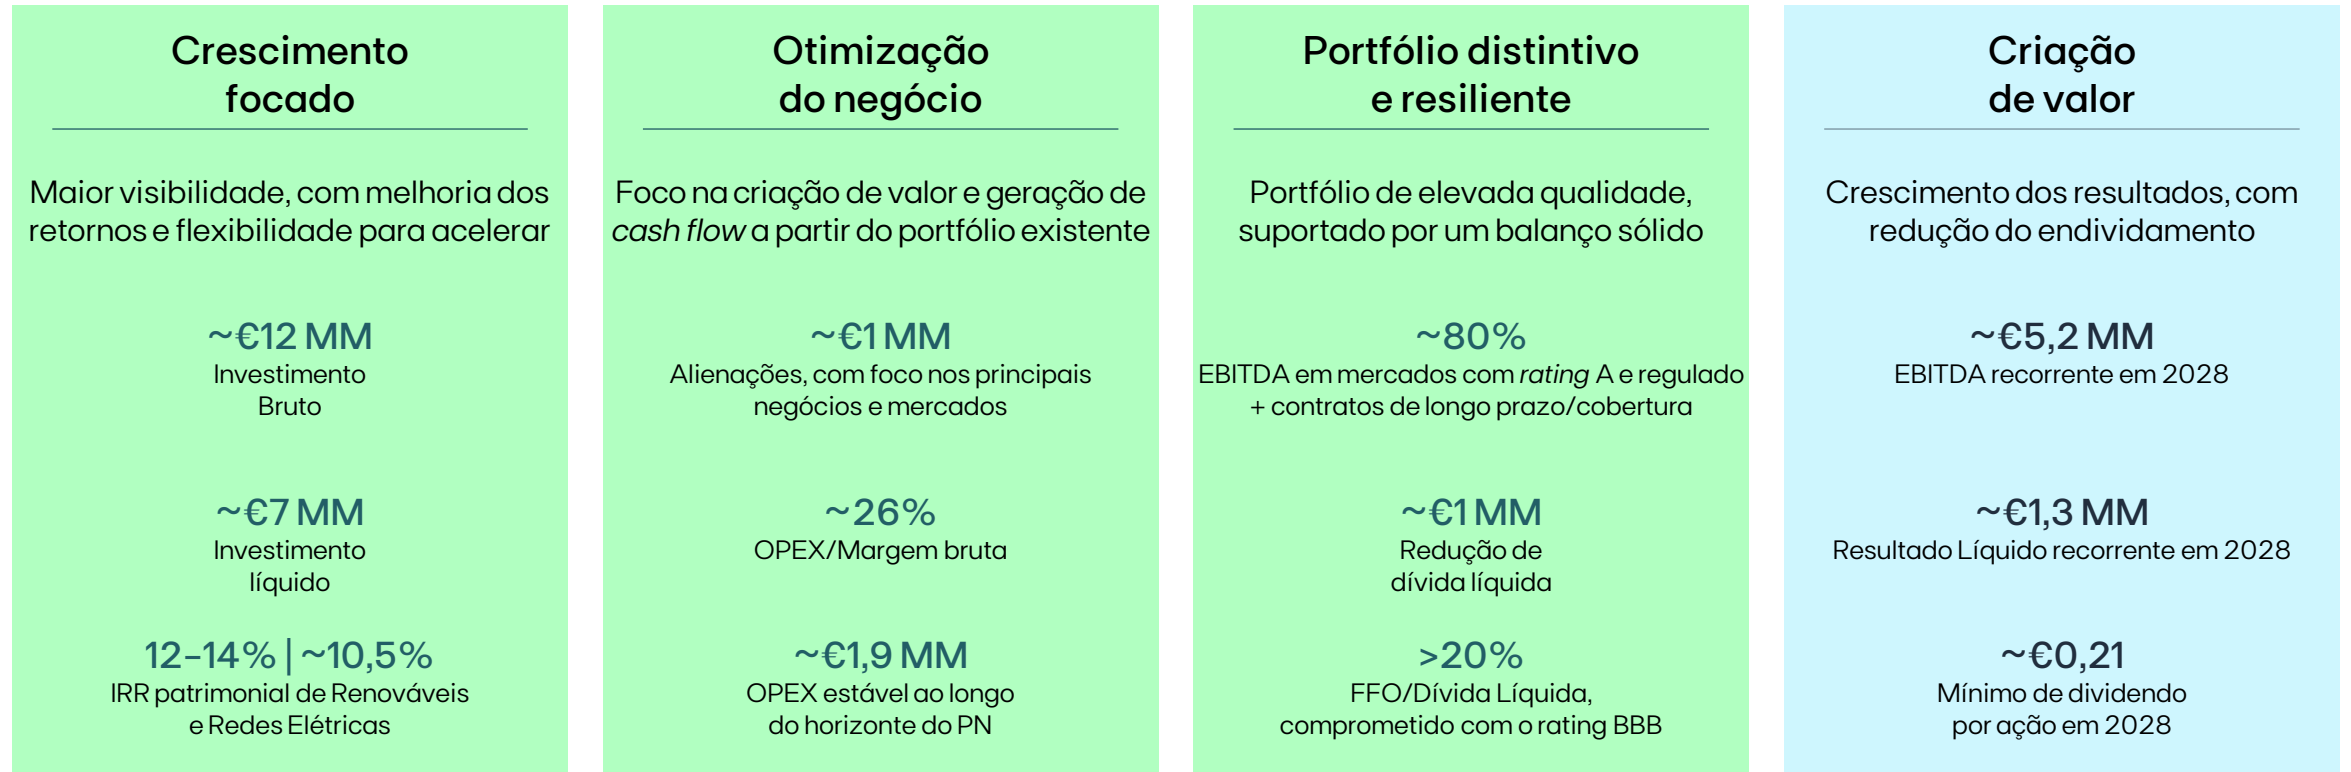 Crescimento
focado
Maior visibilidade, com melhoria dos
retornos e flexibilidade para acelerar
~€12 MM
Investimento
Bruto
~€7 MM
Investimento
líquido
12–14% | ~10,5%
IRR patrimonial de Renováveis
e Redes Elétricas
Otimização
do negócio
Foco na criação de valor e geração de
cash flow a partir do portfólio existente
~€1 MM
Alienações, com foco nos principais
negócios e mercados
~26%
OPEX/Margem bruta
~€1,9 MM
OPEX estável ao longo
do horizonte do PN
Portfólio distintivo
e resiliente
Portfólio de elevada qualidade,
suportado por um balanço sólido
~80%
EBITDA em mercados com rating A e regulado
+ contratos de longo prazo/cobertura
~€1 MM
Redução de
dívida líquida
>20%
FFO/Dívida Líquida,
comprometido com o rating BBB
Criação
de valor
Crescimento dos resultados, com
redução do endividamento
~€5,2 MM
EBITDA recorrente em 2028
~€1,3 MM
Resultado Líquido recorrente em 2028
~€0,21
Mínimo de dividendo
por ação em 2028